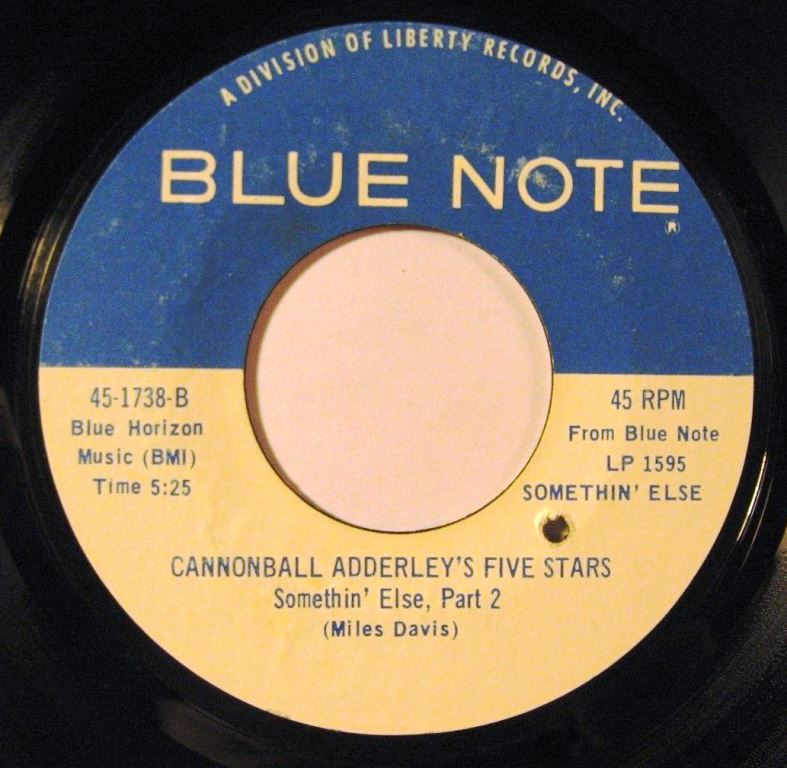 A DIVISION OF LIBERTY RECORDS, INC.
BLUE NOTE
®
45-1738-B
Blue Horizon
Music (BMI)
Time 5:25
45 RPM
From Blue Note
LP 1595
SOMETHIN' ELSE
CANNONBALL ADDERLEY'S FIVE STARS
Somethin' Else, Part 2
(Miles Davis)